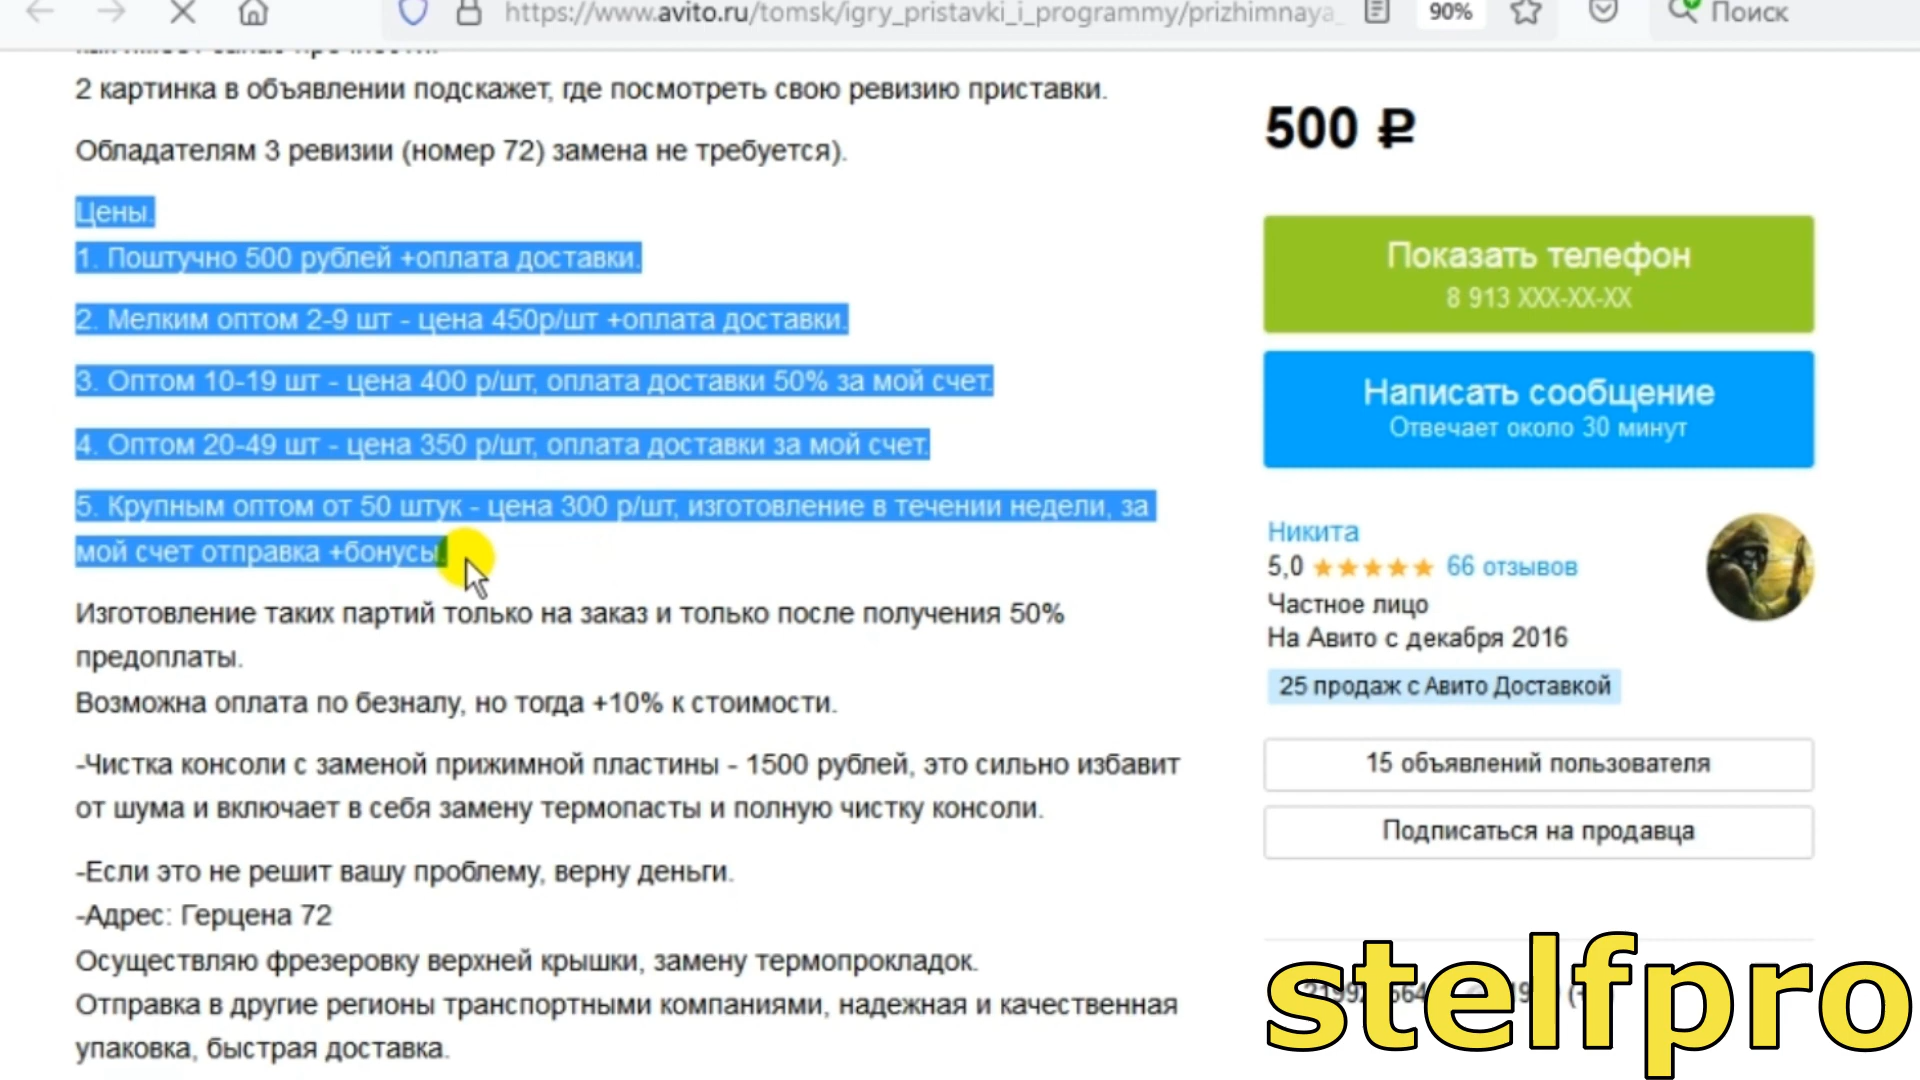 https://www.avito.ru/tomsk/igry_pristavki_i_programmy/prizhimnaya_
90%
Поиск
2 картинка в объявлении подскажет, где посмотреть свою ревизию приставки.
Обладателям 3 ревизии (номер 72) замена не требуется).
Цены.
1. Поштучно 500 рублей +оплата доставки.
2. Мелким оптом 2-9 шт - цена 450р/шт +оплата доставки.
3. Оптом 10-19 шт - цена 400 р/шт, оплата доставки 50% за мой счет.
4. Оптом 20-49 шт - цена 350 р/шт, оплата доставки за мой счет.
5. Крупным оптом от 50 штук - цена 300 р/шт, изготовление в течении недели, за
мой счет отправка +бонусы.
Изготовление таких партий только на заказ и только после получения 50%
предоплаты.
Возможна оплата по безналу, но тогда +10% к стоимости.
-Чистка консоли с заменой прижимной пластины - 1500 рублей, это сильно избавит
от шума и включает в себя замену термопасты и полную чистку консоли.
-Если это не решит вашу проблему, верну деньги.
-Адрес: Герцена 72
Осуществляю фрезеровку верхней крышки, замену термопрокладок.
Отправка в другие регионы транспортными компаниями, надежная и качественная
упаковка, быстрая доставка.
500 ₽
Показать телефон
8 913 XXX-XX-XX
Написать сообщение
Отвечает около 30 минут
Никита
5,0 66 отзывов
Частное лицо
На Авито с декабря 2016
25 продаж с Авито Доставкой
15 объявлений пользователя
Подписаться на продавца
stelfpro